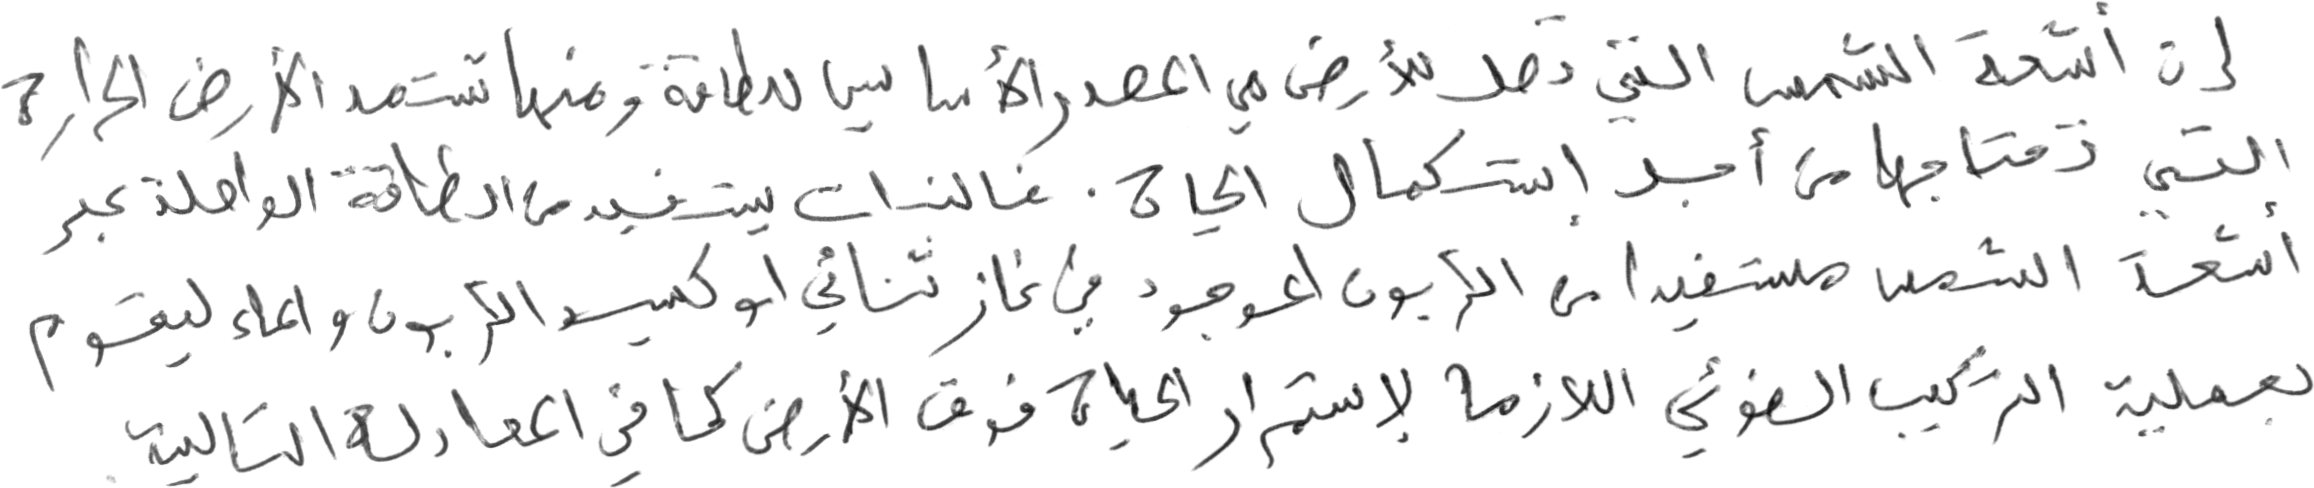 إن أشعة الشمس التي تصل للأرض هي المصدر الأساسي للطاقة ومنها تستمد الأرض الحرارة
التي تحتاجها من أجل إستكمال الحياة . فالنبات يستفيد من الطاقة الواصلة عبر
أشعة الشمس مستفيدا من الكربون الموجود في غاز ثنائي اوكسيد الكربون والماء ليقوم
بعملية التركيب الضوئي اللازمة لإستمرار الحياة فوق الأرض كما في المعادلة التالية .